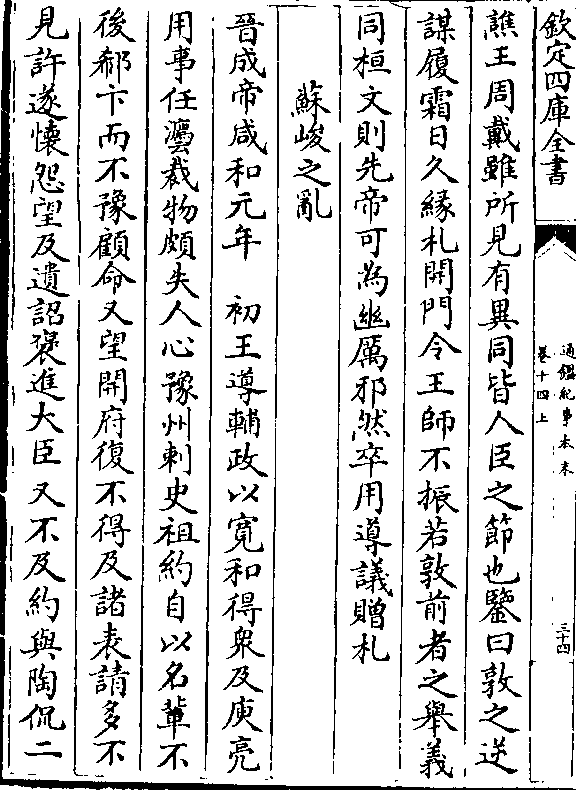 欽定四庫全書
通鑑紀事本末
卷十四上
三十四
譙王周戴雖所見有異同皆人臣之節也鑒曰敦之逆
謀履霜日久緣札開門令王師不振若敦前者之舉義
同桓文則先帝可為幽厲邪然卒用導議贈札
蘇峻之亂
晉成帝咸和元年　初王導輔政以寬和得衆及庾亮
用事任灋裁物頗失人心豫州刺史祖約自以名輩不
後郗卞而不豫顧命又望開府復不得及諸表請多不
見許遂懷怨望及遺詔褒進大臣又不及約與陶侃二